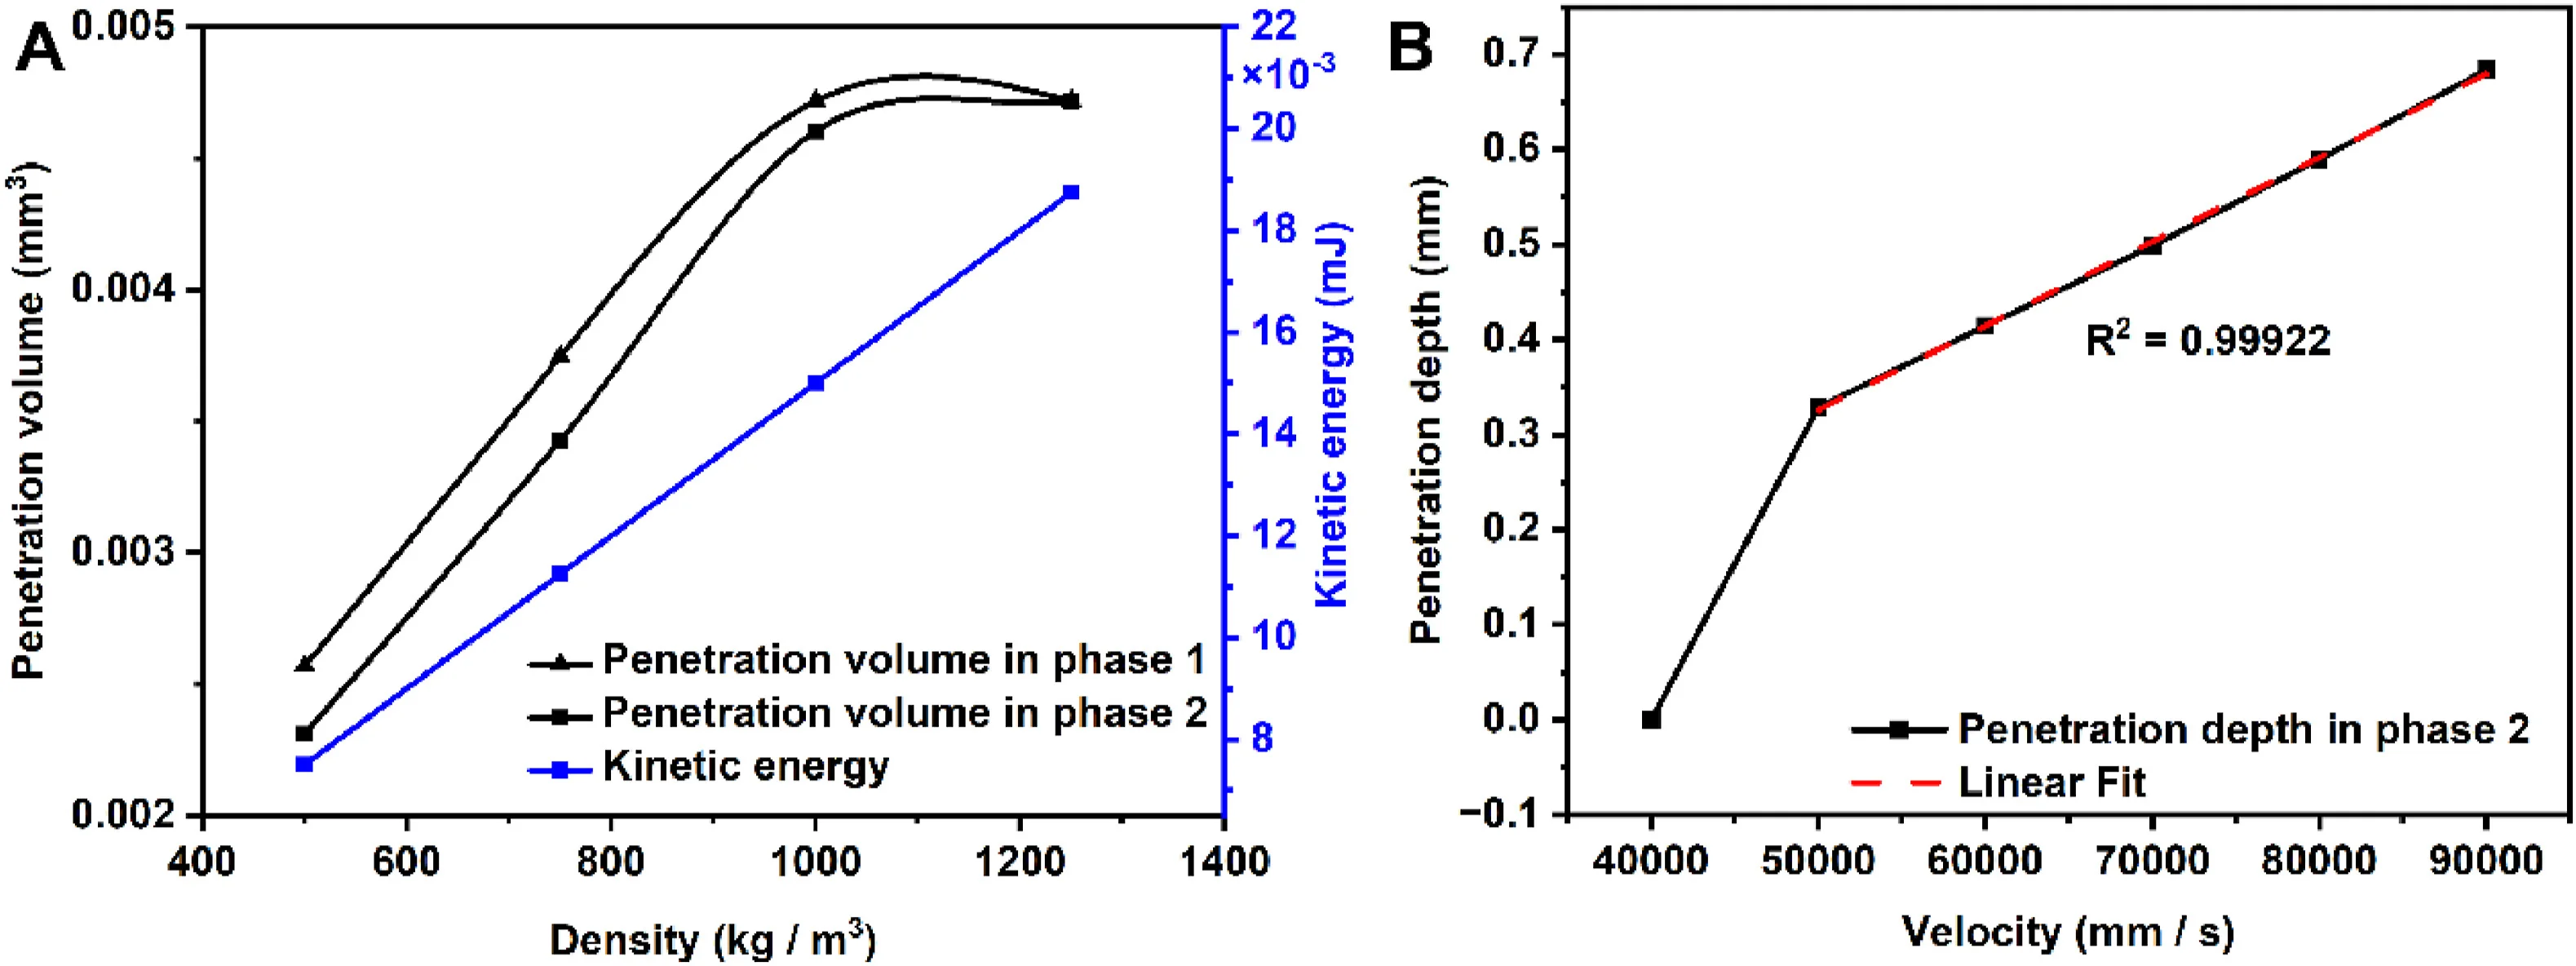 A
0.005
0.004
0.003
0.002
Penetration volume (mm³)
400 600 800 1000 1200 1400
Density (kg / m³)
22
×10⁻³
20
18
16
14
12
10
8
Kinetic energy (mJ)
Penetration volume in phase 1
Penetration volume in phase 2
Kinetic energy
B
0.7
0.6
0.5
0.4
0.3
0.2
0.1
0.0
−0.1
Penetration depth (mm)
R² = 0.99922
Penetration depth in phase 2
Linear Fit
40000 50000 60000 70000 80000 90000
Velocity (mm / s)